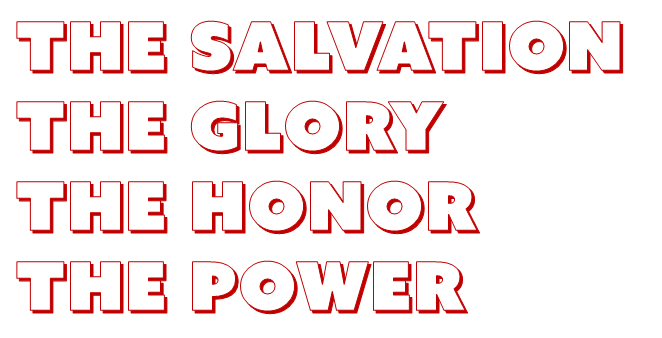 THE SALVATION
THE GLORY
THE HONOR
THE POWER